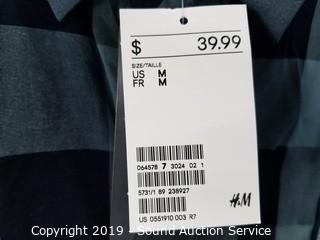 $ 39.99
SIZE/TAILLE
US M
FR M
064578 7 3024 02 1
5731/1 89 238927
H&M
US 0551910 003 R7
Copyright 2019 - Sound Auction Service